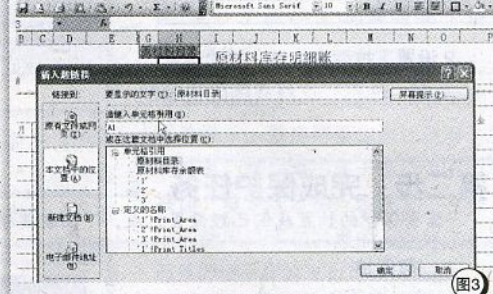 Microsoft Sans Serif 10 B I U
B C D E G H I J K L M N O
原材料目录
原材料库存明细账
插入超链接
链接到:
要显示的文字(T): 原材料目录
屏幕提示(P)...
请键入单元格引用(E):
A1
或在这篇文档中选择位置(C):
原有文件或网页(X)
本文档中的位置(A)
新建文档(N)
电子邮件地址(M)
单元格引用
原材料目录
原材料库存余额表
'1'
'2'
'3'
定义的名称
'1'!Print_Area
'2'!Print_Area
'3'!Print_Area
'1'!Print_Titles
确定
取消
图3